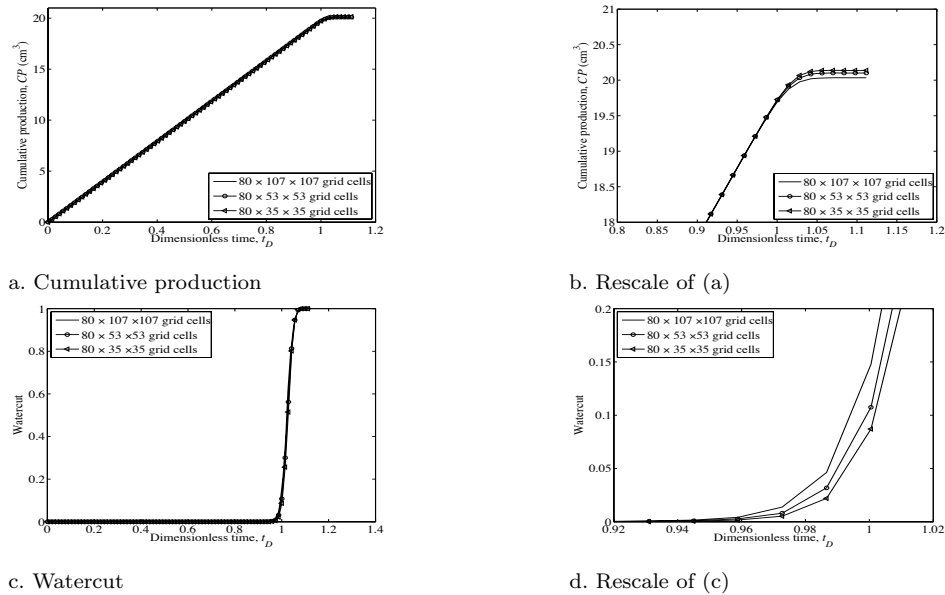 20
15
10
5
0
0 0.2 0.4 0.6 0.8 1 1.2
Cumulative production, CP (cm³)
Dimensionless time, t_D
80 × 107 × 107 grid cells
80 × 53 × 53 grid cells
80 × 35 × 35 grid cells
a. Cumulative production
21
20.5
20
19.5
19
18.5
18
0.8 0.85 0.9 0.95 1 1.05 1.1 1.15 1.2
Cumulative production, CP (cm³)
Dimensionless time, t_D
80 × 107 × 107 grid cells
80 × 53 × 53 grid cells
80 × 35 × 35 grid cells
b. Rescale of (a)
1
0.8
0.6
0.4
0.2
0
0 0.2 0.4 0.6 0.8 1 1.2 1.4
Watercut
Dimensionless time, t_D
80 × 107 ×107 grid cells
80 × 53 ×53 grid cells
80 × 35 ×35 grid cells
c. Watercut
0.2
0.15
0.1
0.05
0
0.92 0.94 0.96 0.98 1 1.02
Watercut
Dimensionless time, t_D
80 × 107 ×107 grid cells
80 × 53 ×53 grid cells
80 × 35 ×35 grid cells
d. Rescale of (c)